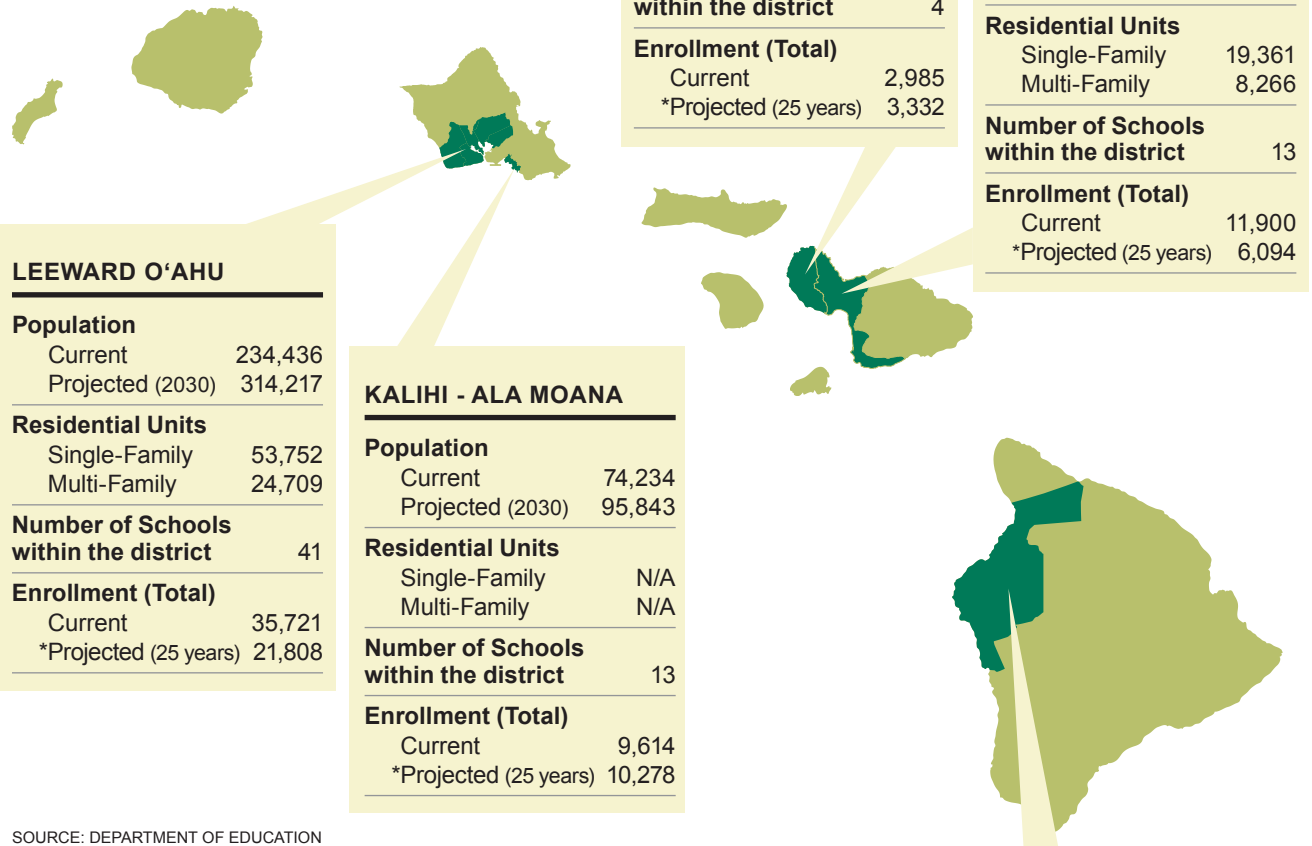 within the district 4
Enrollment (Total)
Current 2,985
*Projected (25 years) 3,332
Residential Units
Single-Family 19,361
Multi-Family 8,266
Number of Schools
within the district 13
Enrollment (Total)
Current 11,900
*Projected (25 years) 6,094
LEEWARD O‘AHU
Population
Current 234,436
Projected (2030) 314,217
Residential Units
Single-Family 53,752
Multi-Family 24,709
Number of Schools
within the district 41
Enrollment (Total)
Current 35,721
*Projected (25 years) 21,808
KALIHI - ALA MOANA
Population
Current 74,234
Projected (2030) 95,843
Residential Units
Single-Family N/A
Multi-Family N/A
Number of Schools
within the district 13
Enrollment (Total)
Current 9,614
*Projected (25 years) 10,278
SOURCE: DEPARTMENT OF EDUCATION